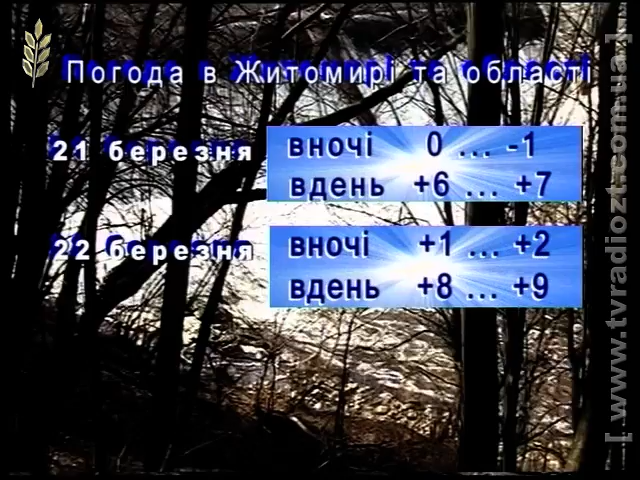 Погода в Житомирі та області
21 березня
вночі 0 ... -1
вдень +6 ... +7
22 березня
вночі +1 ... +2
вдень +8 ... +9
[ www.tvradiozt.com.ua ]